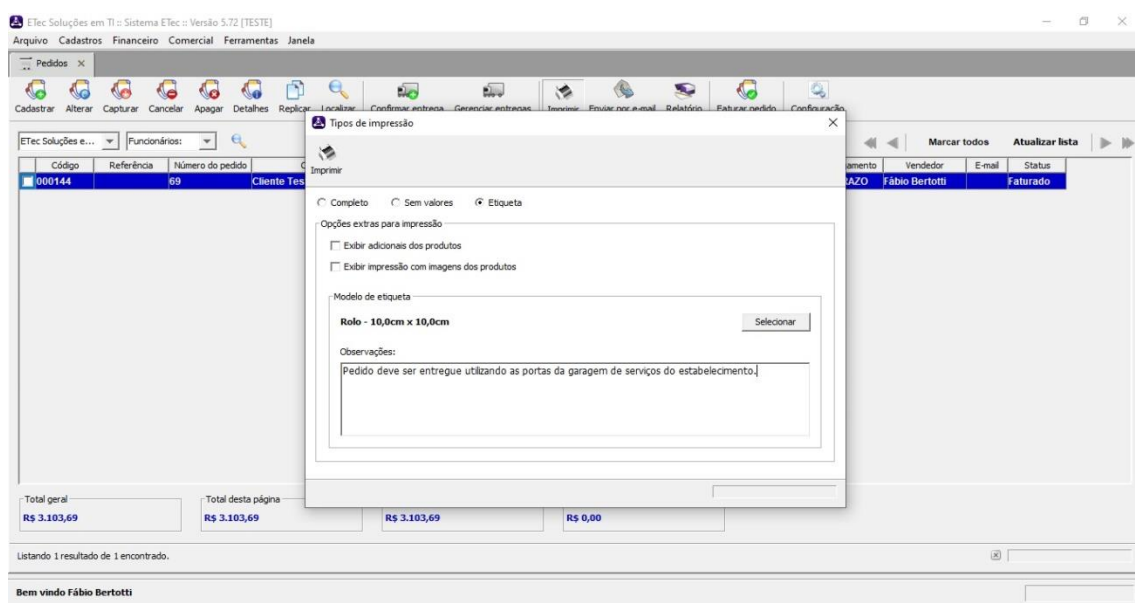 ETec Soluções em TI :: Sistema ETec :: Versão 5.72 [TESTE]
Arquivo Cadastros Financeiro Comercial Ferramentas Janela
Pedidos
Cadastrar Alterar Capturar Cancelar Apagar Detalhes Replicar Localizar Confirmar entrega Gerenciar entregas Imprimir Enviar por e-mail Relatório Faturar pedido Configuração
ETec Soluções e... Funcionários: Marcar todos Atualizar lista
Código Referência Número do pedido Vendedor E-mail Status
000144 69 Cliente Tes Fábio Bertotti Faturado
Tipos de impressão
Imprimir
Completo Sem valores Etiqueta
Opções extras para impressão
Exibir adicionais dos produtos
Exibir impressão com imagens dos produtos
Modelo de etiqueta
Rolo - 10,0cm x 10,0cm Selecionar
Observações:
Pedido deve ser entregue utilizando as portas da garagem de serviços do estabelecimento.
Total geral Total desta página
R$ 3.103,69 R$ 3.103,69 R$ 3.103,69 R$ 0,00
Listando 1 resultado de 1 encontrado.
Bem vindo Fábio Bertotti